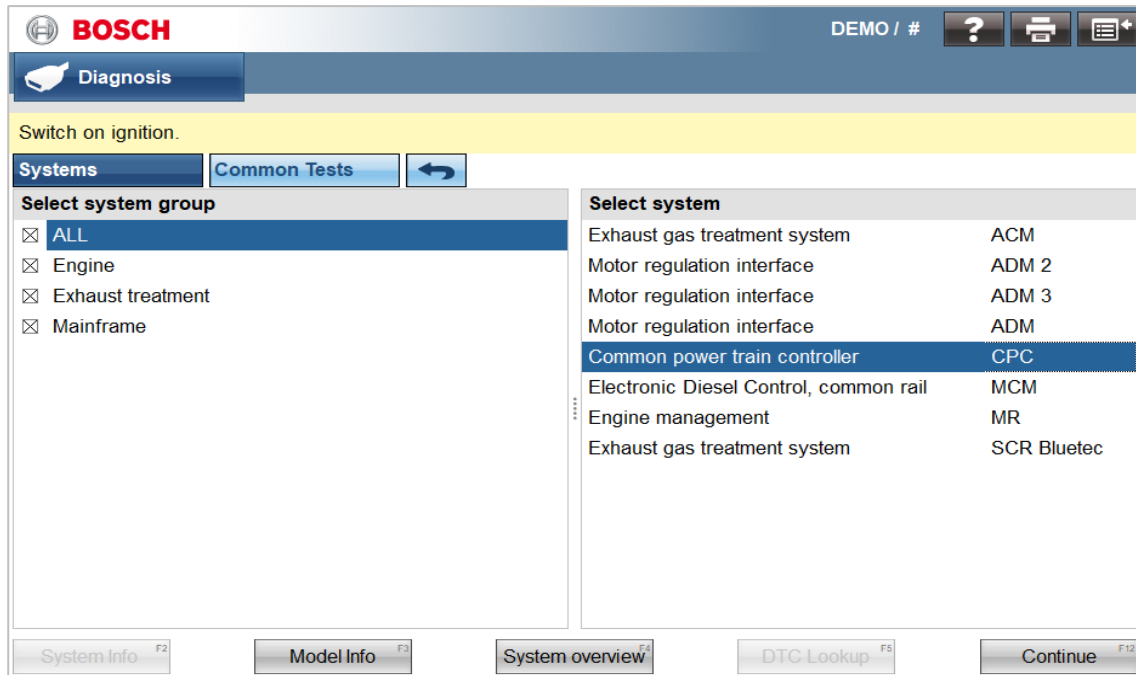 BOSCH
DEMO / #
?
Diagnosis
Switch on ignition.
Systems
Common Tests
Select system group
ALL
Engine
Exhaust treatment
Mainframe
Select system
Exhaust gas treatment system ACM
Motor regulation interface ADM 2
Motor regulation interface ADM 3
Motor regulation interface ADM
Common power train controller CPC
Electronic Diesel Control, common rail MCM
Engine management MR
Exhaust gas treatment system SCR Bluetec
System Info F2
Model Info F3
System overview F4
DTC Lookup F5
Continue F12